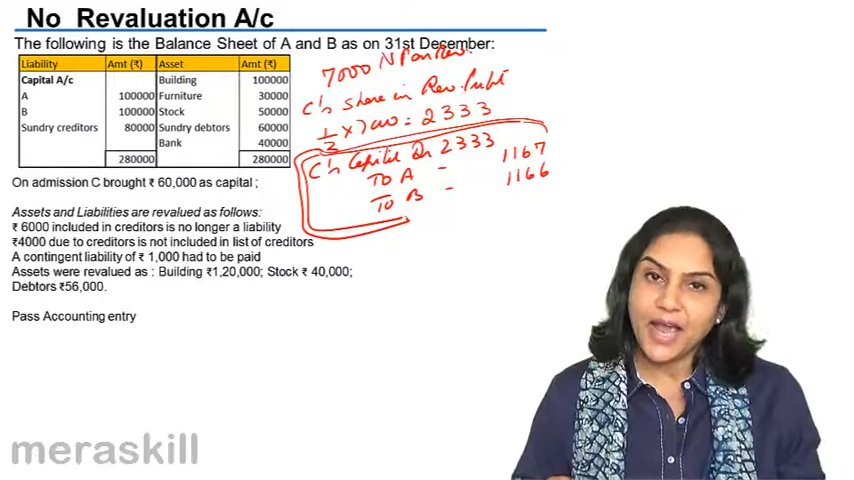 No Revaluation A/c
The following is the Balance Sheet of A and B as on 31st December:
Liability Amt (₹) Asset Amt (₹)
Capital A/c Building 100000
A 100000 Furniture 30000
B 100000 Stock 50000
Sundry creditors 80000 Sundry debtors 60000
Bank 40000
280000 280000
On admission C brought ₹ 60,000 as capital ;
Assets and Liabilities are revalued as follows:
₹ 6000 included in creditors is no longer a liability
₹4000 due to creditors is not included in list of creditors
A contingent liability of ₹ 1,000 had to be paid
Assets were revalued as : Building ₹1,20,000; Stock ₹ 40,000;
Debtors ₹56,000.
Pass Accounting entry
7000 N P on Rev.
C's share in Rev. Profit
1/3 x 7000 = 2333
C's Capital Dr 2333
To A - 1167
To B - 1166
meraskill